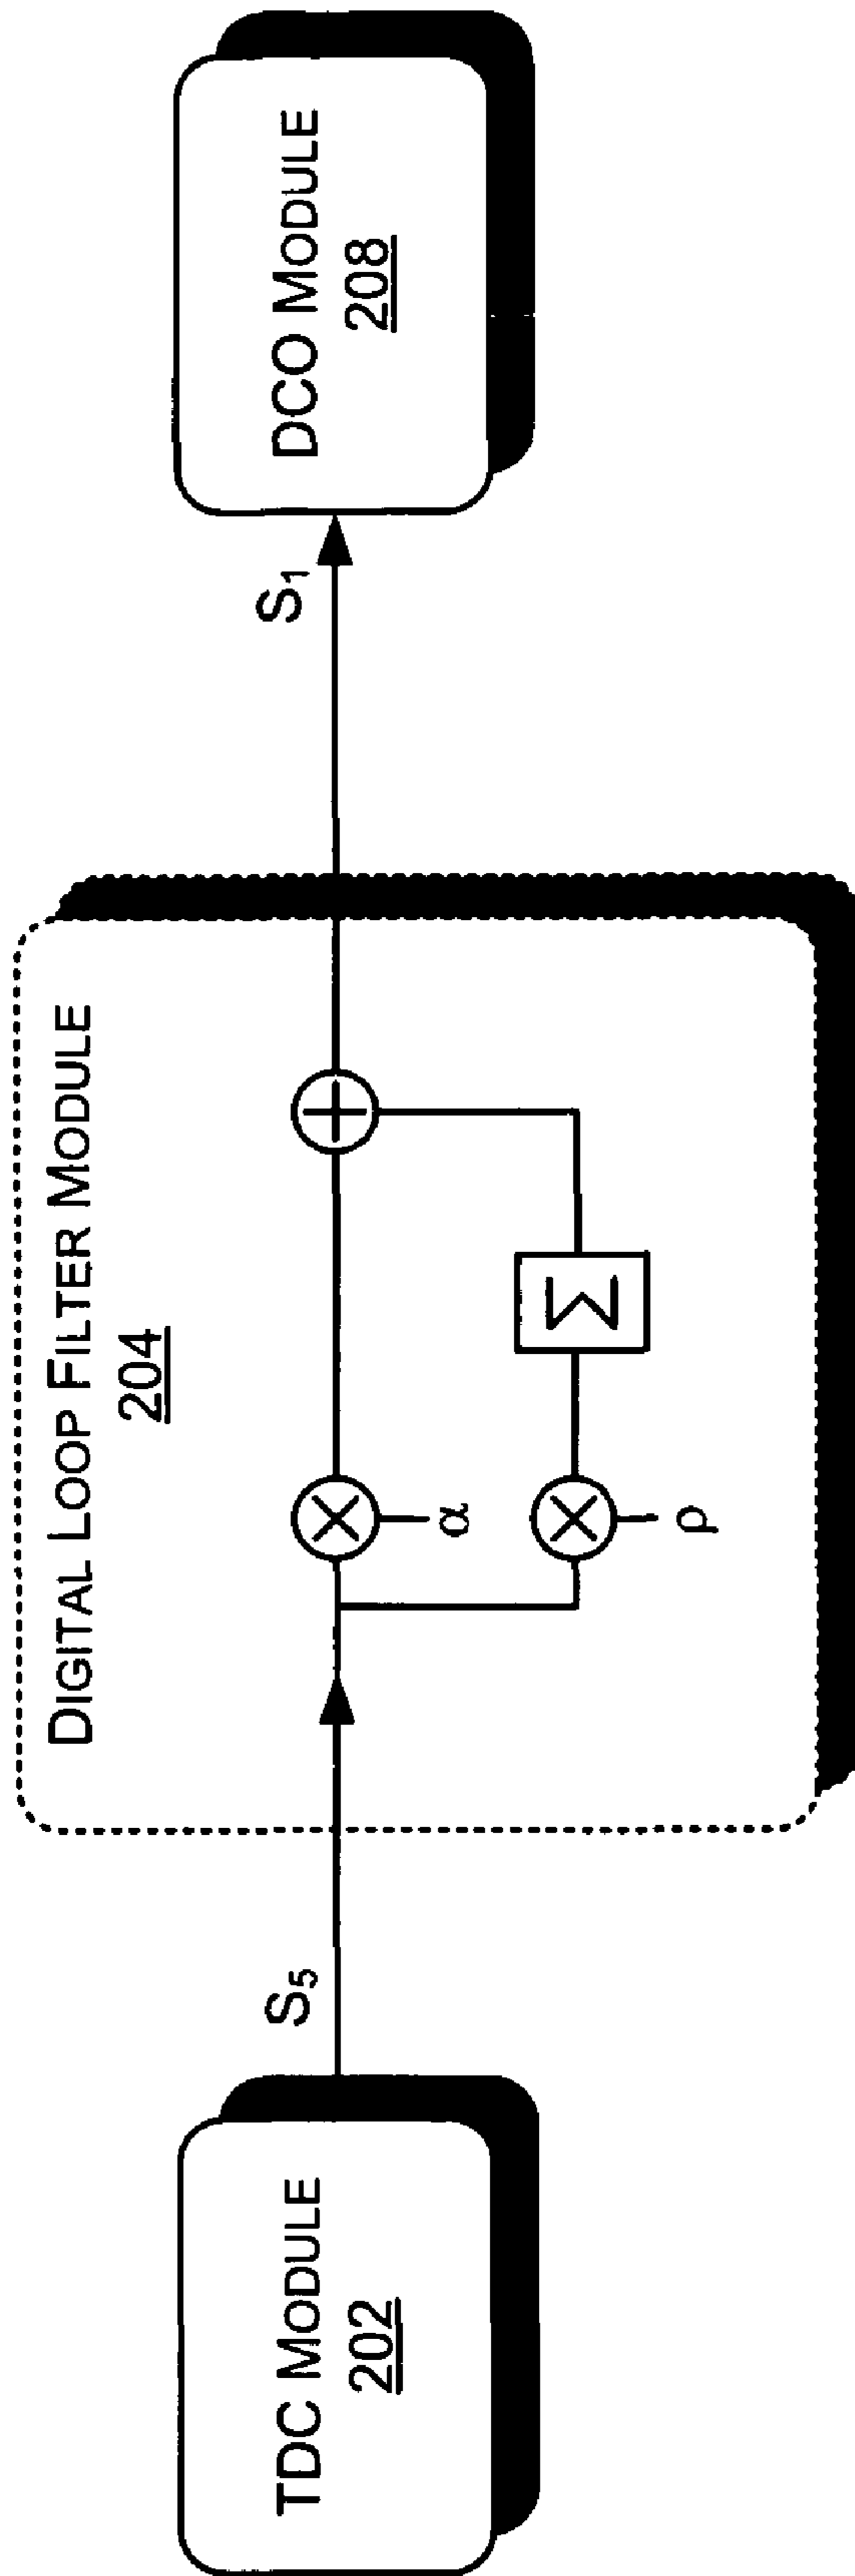 TDC MODULE
202
S5
DIGITAL LOOP FILTER MODULE
204
α
ρ
Σ
S1
DCO MODULE
208